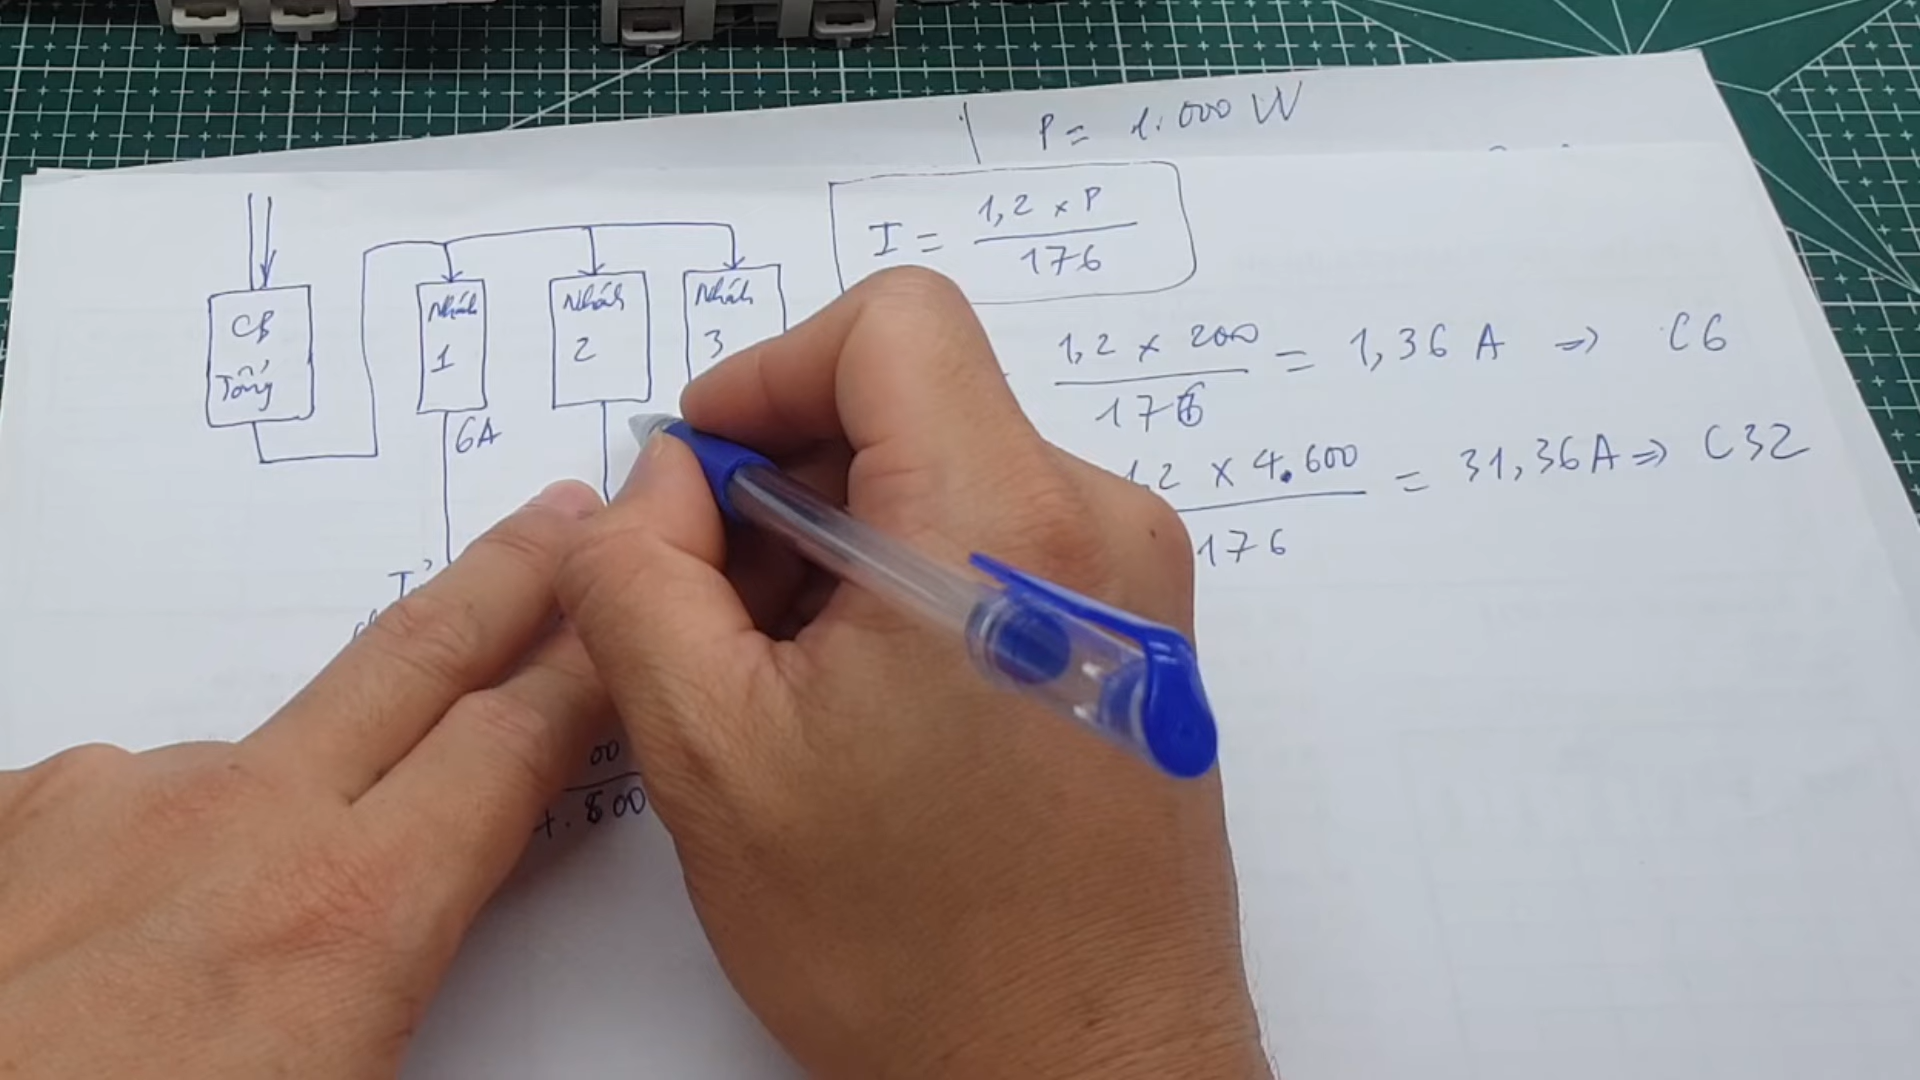 P = 1.000 W
I = 1,2 x P
176
CB
Tổng
Nhánh
1
Nhánh
2
Nhánh
3
6A
1,2 x 200 = 1,36 A => C6
176
1,2 x 4.600 = 31,36A => C32
176
00